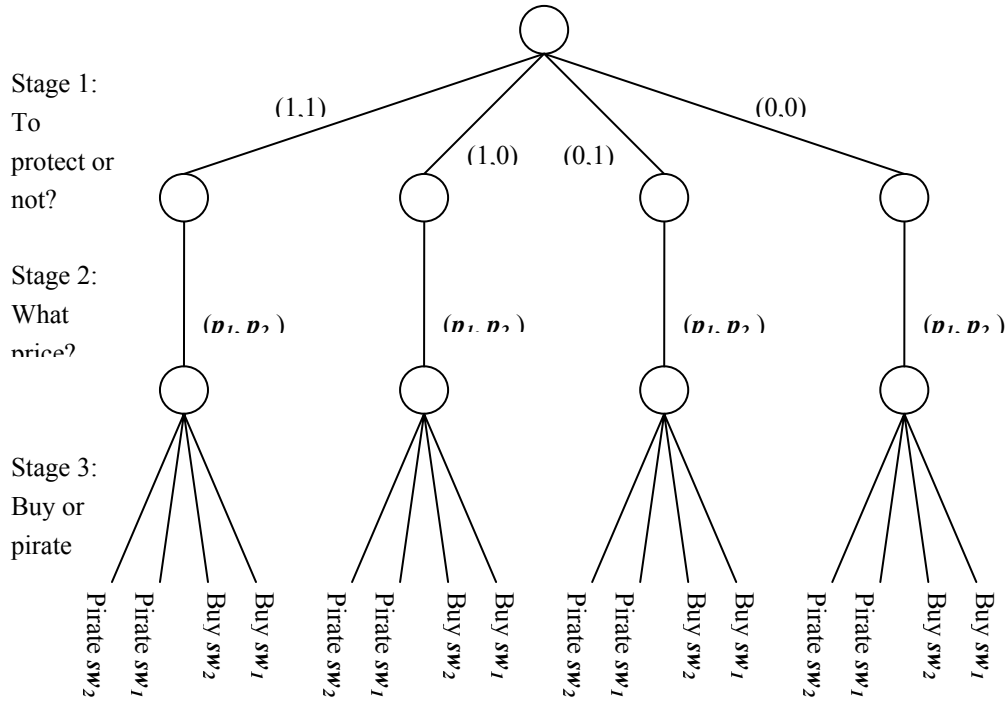 Stage 1:
To
protect or
not?
(1,1)
(1,0)
(0,1)
(0,0)
Stage 2:
What
price?
(p₁, p₂)
(p₁, p₂)
(p₁, p₂)
(p₁, p₂)
Stage 3:
Buy or
pirate
Pirate sw₂
Pirate sw₁
Buy sw₂
Buy sw₁
Pirate sw₂
Pirate sw₁
Buy sw₂
Buy sw₁
Pirate sw₂
Pirate sw₁
Buy sw₂
Buy sw₁
Pirate sw₂
Pirate sw₁
Buy sw₂
Buy sw₁